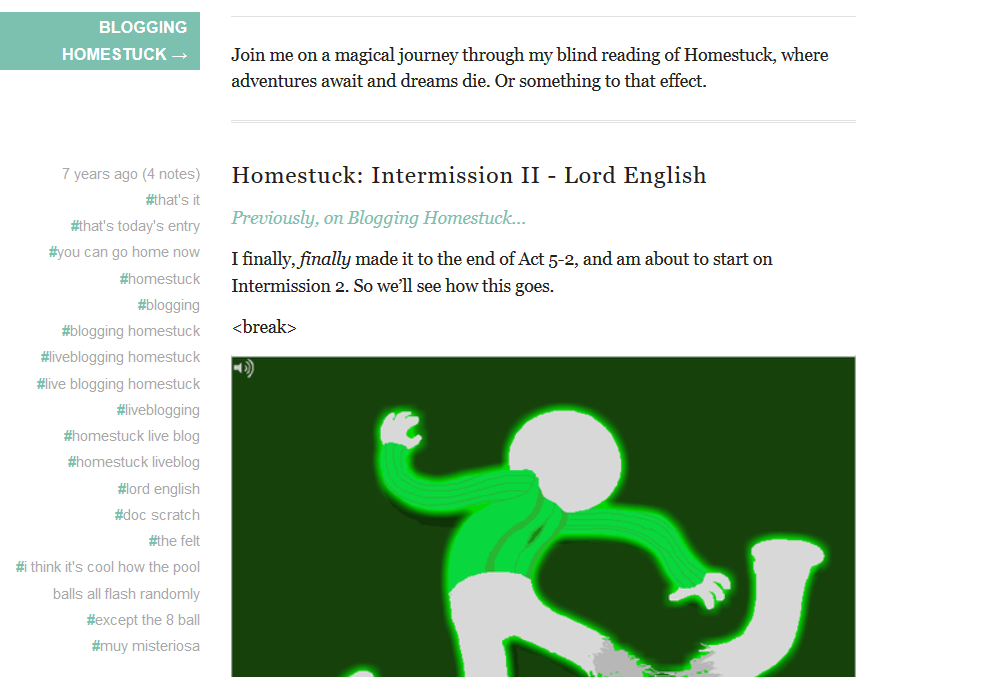 BLOGGING
HOMESTUCK →
Join me on a magical journey through my blind reading of Homestuck, where
adventures await and dreams die. Or something to that effect.
7 years ago (4 notes)
#that's it
#that's today's entry
#you can go home now
#homestuck
#blogging
#blogging homestuck
#liveblogging homestuck
#live blogging homestuck
#liveblogging
#homestuck live blog
#homestuck liveblog
#lord english
#doc scratch
#the felt
#i think it's cool how the pool
balls all flash randomly
#except the 8 ball
#muy misteriosa
Homestuck: Intermission II - Lord English
Previously, on Blogging Homestuck...
I finally, finally made it to the end of Act 5-2, and am about to start on
Intermission 2. So we’ll see how this goes.
<break>